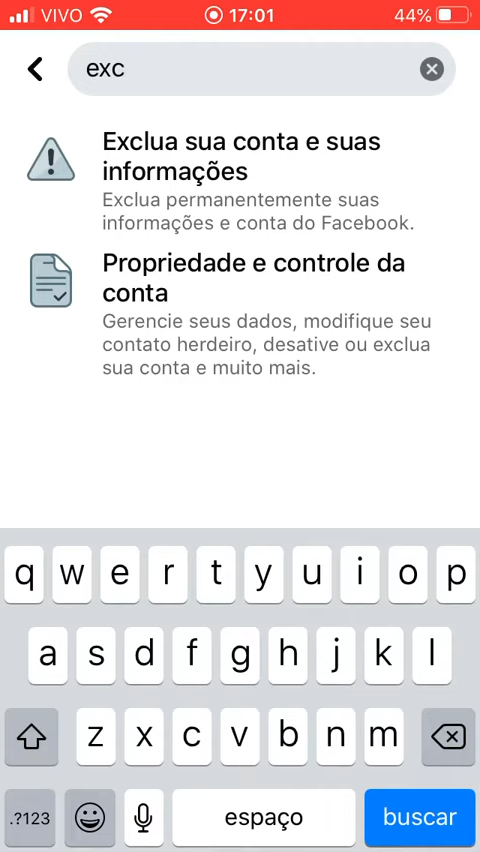 VIVO 17:01 44%
exc
Exclua sua conta e suas
informações
Exclua permanentemente suas
informações e conta do Facebook.
Propriedade e controle da
conta
Gerencie seus dados, modifique seu
contato herdeiro, desative ou exclua
sua conta e muito mais.
q w e r t y u i o p
a s d f g h j k l
z x c v b n m
.?123 espaço buscar